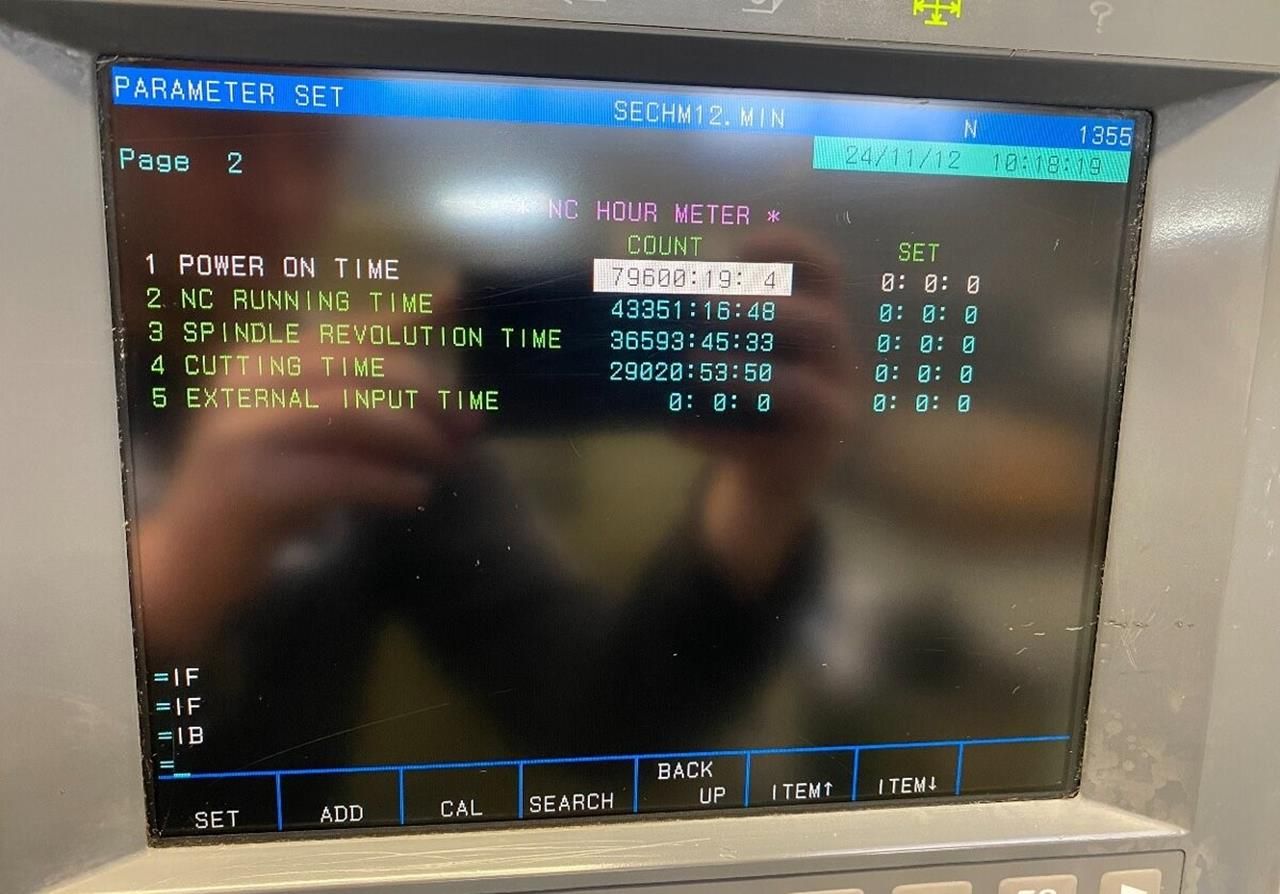 PARAMETER SET SECHM12.MIN N 1355
Page 2 24/11/12 10:18:19
* NC HOUR METER *
COUNT SET
1 POWER ON TIME 79600:19: 4 0: 0: 0
2 NC RUNNING TIME 43351:16:48 0: 0: 0
3 SPINDLE REVOLUTION TIME 36593:45:33 0: 0: 0
4 CUTTING TIME 29020:53:50 0: 0: 0
5 EXTERNAL INPUT TIME 0: 0: 0 0: 0: 0
=IF
=IF
=IB
=_
SET ADD CAL SEARCH BACK UP ITEM↑ ITEM↓